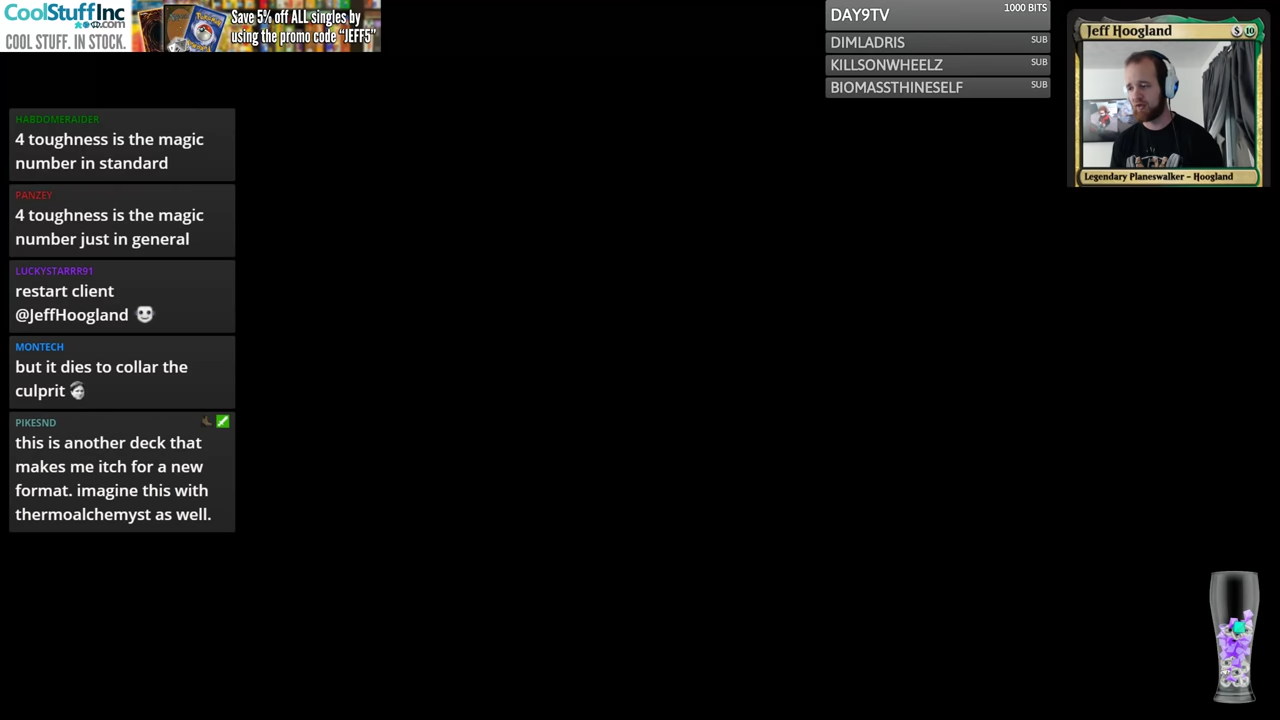 CoolStuffInc
.com
COOL STUFF. IN STOCK.
Save 5% off ALL singles by
using the promo code “JEFF5”
DAY9TV 1000 BITS
DIMLADRIS SUB
KILLSONWHEELZ SUB
BIOMASSTHINESELF SUB
Jeff Hoogland $ 10
Legendary Planeswalker – Hoogland
HABDOMERAIDER
4 toughness is the magic
number in standard
PANZEY
4 toughness is the magic
number just in general
LUCKYSTARRR91
restart client
@JeffHoogland
MONTECH
but it dies to collar the
culprit
PIKESND
this is another deck that
makes me itch for a new
format. imagine this with
thermoalchemyst as well.